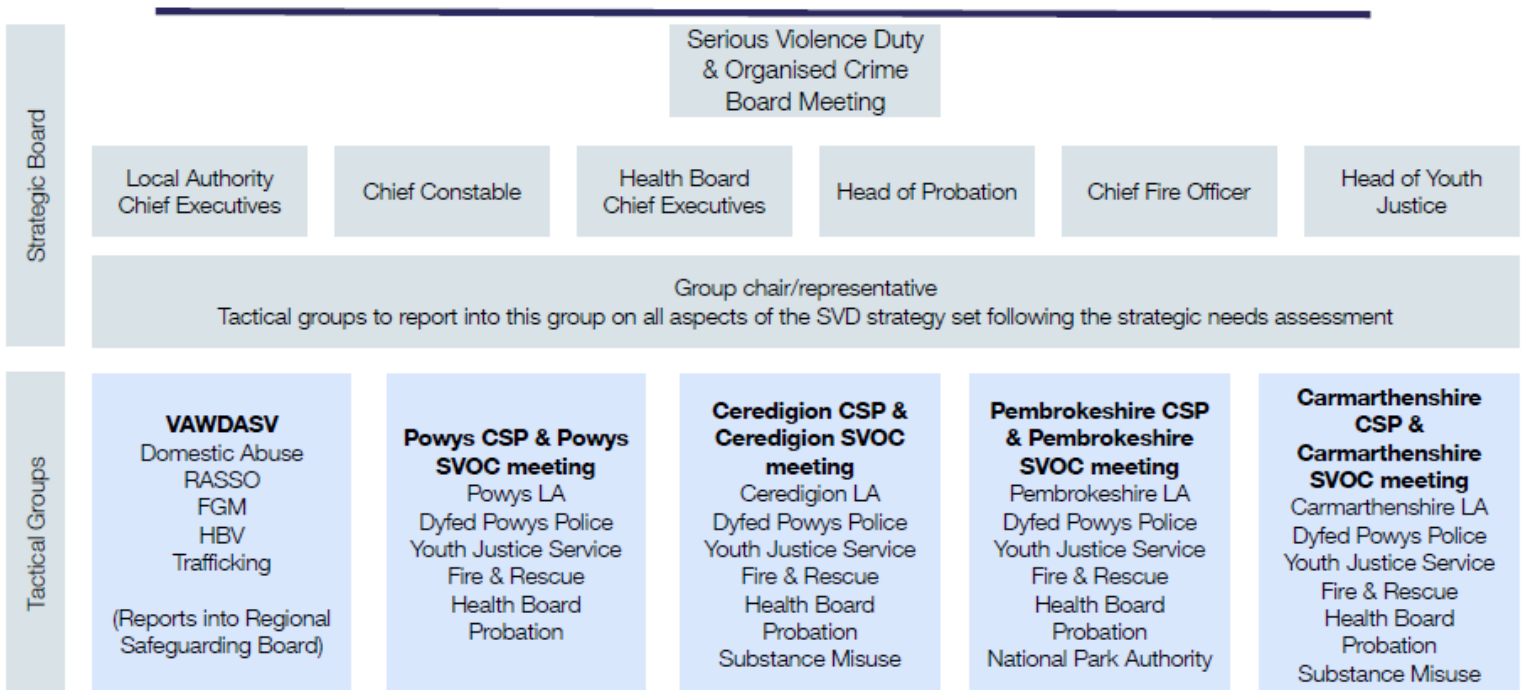 Serious Violence Duty
& Organised Crime
Board Meeting
Strategic Board
Local Authority
Chief Executives
Chief Constable
Health Board
Chief Executives
Head of Probation
Chief Fire Officer
Head of Youth
Justice
Group chair/representative
Tactical groups to report into this group on all aspects of the SVD strategy set following the strategic needs assessment
Tactical Groups
VAWDASV
Domestic Abuse
RASSO
FGM
HBV
Trafficking
(Reports into Regional
Safeguarding Board)
Powys CSP & Powys
SVOC meeting
Powys LA
Dyfed Powys Police
Youth Justice Service
Fire & Rescue
Health Board
Probation
Ceredigion CSP &
Ceredigion SVOC
meeting
Ceredigion LA
Dyfed Powys Police
Youth Justice Service
Fire & Rescue
Health Board
Probation
Substance Misuse
Pembrokeshire CSP
& Pembrokeshire
SVOC meeting
Pembrokeshire LA
Dyfed Powys Police
Youth Justice Service
Fire & Rescue
Health Board
Probation
National Park Authority
Carmarthenshire
CSP &
Carmarthenshire
SVOC meeting
Carmarthenshire LA
Dyfed Powys Police
Youth Justice Service
Fire & Rescue
Health Board
Probation
Substance Misuse